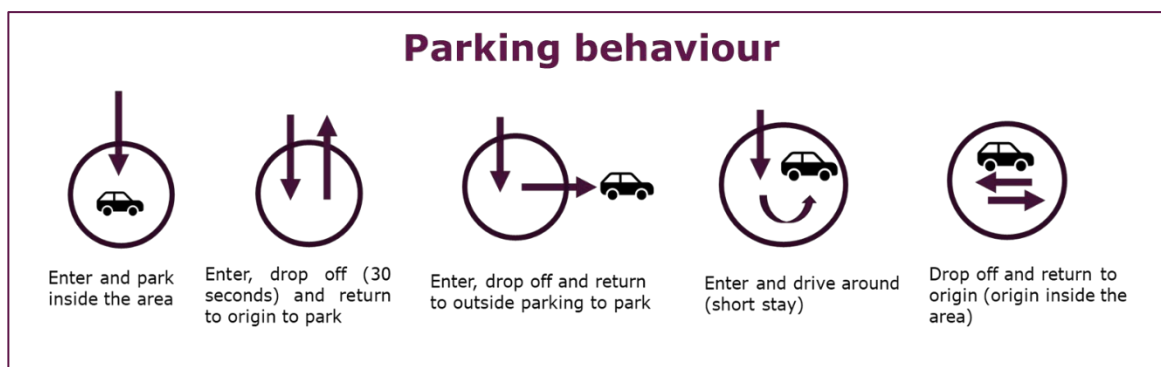 Parking behaviour
Enter and park
inside the area
Enter, drop off (30
seconds) and return
to origin to park
Enter, drop off and return
to outside parking to park
Enter and drive around
(short stay)
Drop off and return to
origin (origin inside the
area)